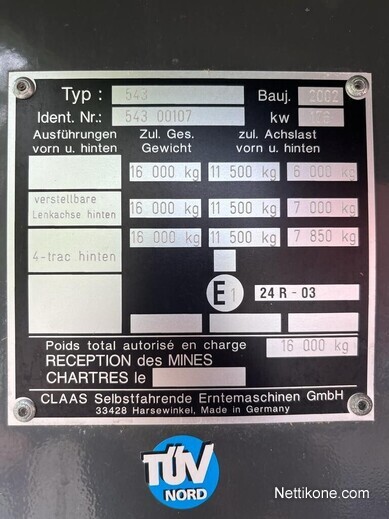 Typ : 543 Bauj. 2002
Ident. Nr.: 543 00107 kw
Ausführungen vorn u. hinten Zul. Ges. Gewicht zul. Achslast vorn u. hinten
16 000 kg 11 500 kg 6 000 kg
verstellbare Lenkachse hinten 16 000 kg 11 500 kg 7 000 kg
4-trac hinten 16 000 kg 11 500 kg 7 850 kg
E1 24 R - 03
Poids total autorisé en charge 16 000 kg
RECEPTION des MINES
CHARTRES le
CLAAS Selbstfahrende Erntemaschinen GmbH
33428 Harsewinkel, Made in Germany
TÜV
NORD
Nettikone.com